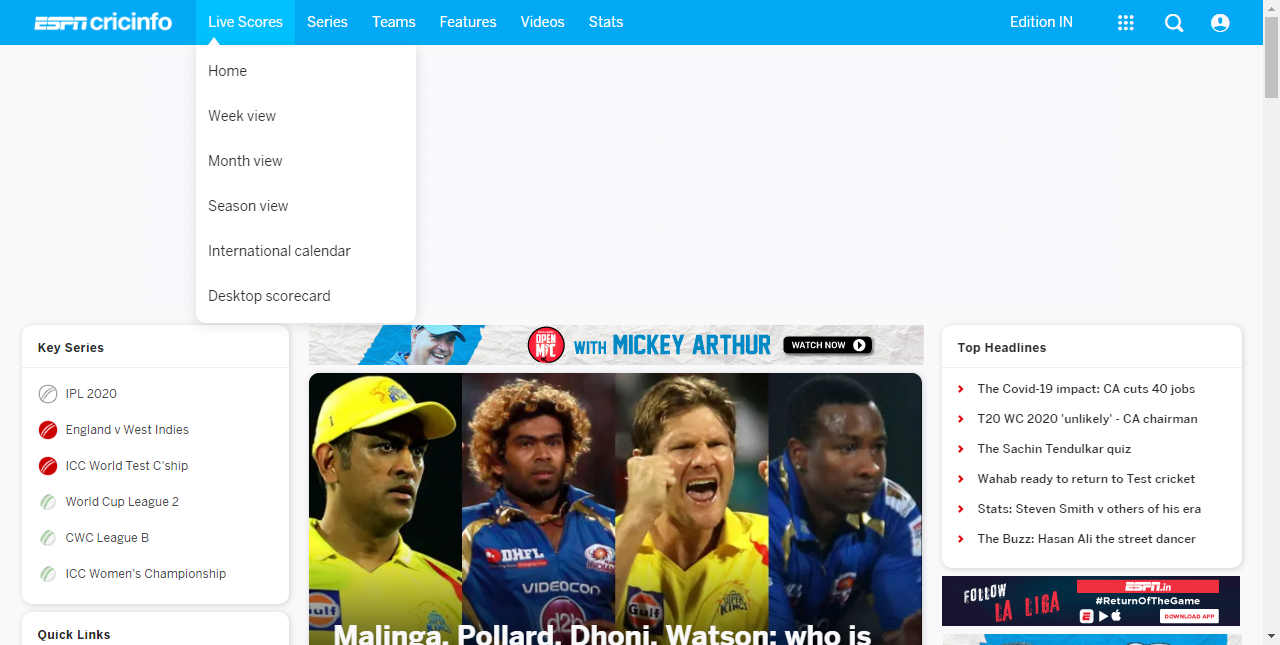 ESPN cricinfo
Live Scores
Series
Teams
Features
Videos
Stats
Edition IN
Home
Week view
Month view
Season view
International calendar
Desktop scorecard
Key Series
IPL 2020
England v West Indies
ICC World Test C'ship
World Cup League 2
CWC League B
ICC Women's Championship
Quick Links
OPEN MIC
WITH MICKEY ARTHUR
WATCH NOW
DHFL
VIDEOCON
d2h
Gulf
Gulf
SUPER KINGS
Malinga, Pollard, Dhoni, Watson: who is
Top Headlines
The Covid-19 impact: CA cuts 40 jobs
T20 WC 2020 'unlikely' - CA chairman
The Sachin Tendulkar quiz
Wahab ready to return to Test cricket
Stats: Steven Smith v others of his era
The Buzz: Hasan Ali the street dancer
FOLLOW
LA LIGA
ESPN.in
#ReturnOfTheGame
DOWNLOAD APP